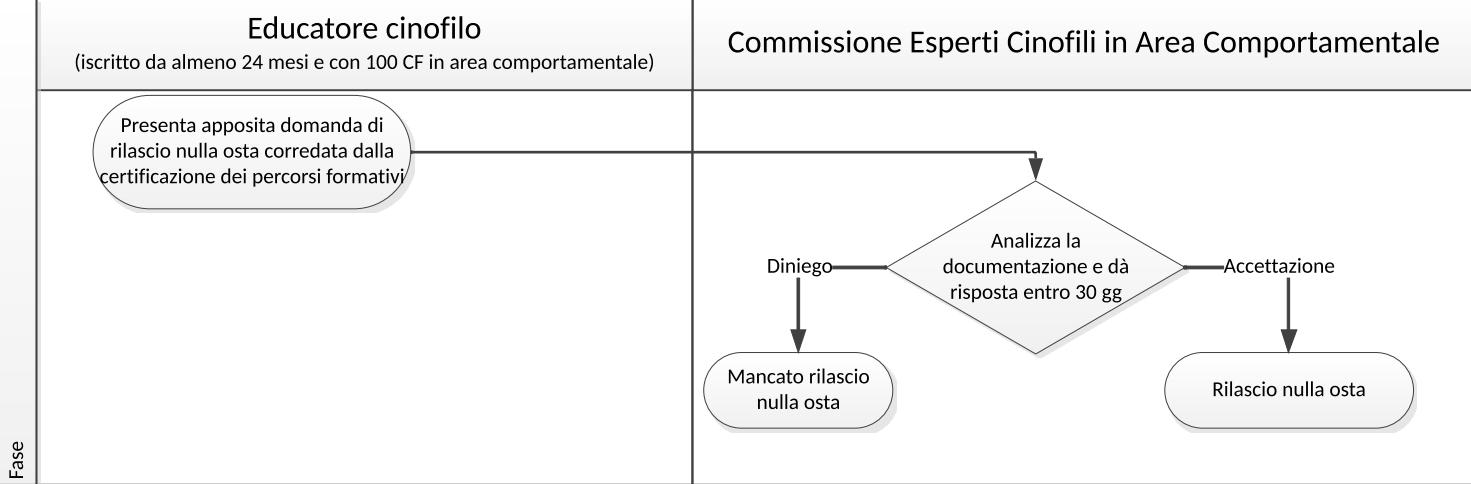 Educatore cinofilo
(iscritto da almeno 24 mesi e con 100 CF in area comportamentale)
Commissione Esperti Cinofili in Area Comportamentale
Presenta apposita domanda di
rilascio nulla osta corredata dalla
certificazione dei percorsi formativi
Analizza la
documentazione e dà
risposta entro 30 gg
Diniego
Accettazione
Mancato rilascio
nulla osta
Rilascio nulla osta
Fase